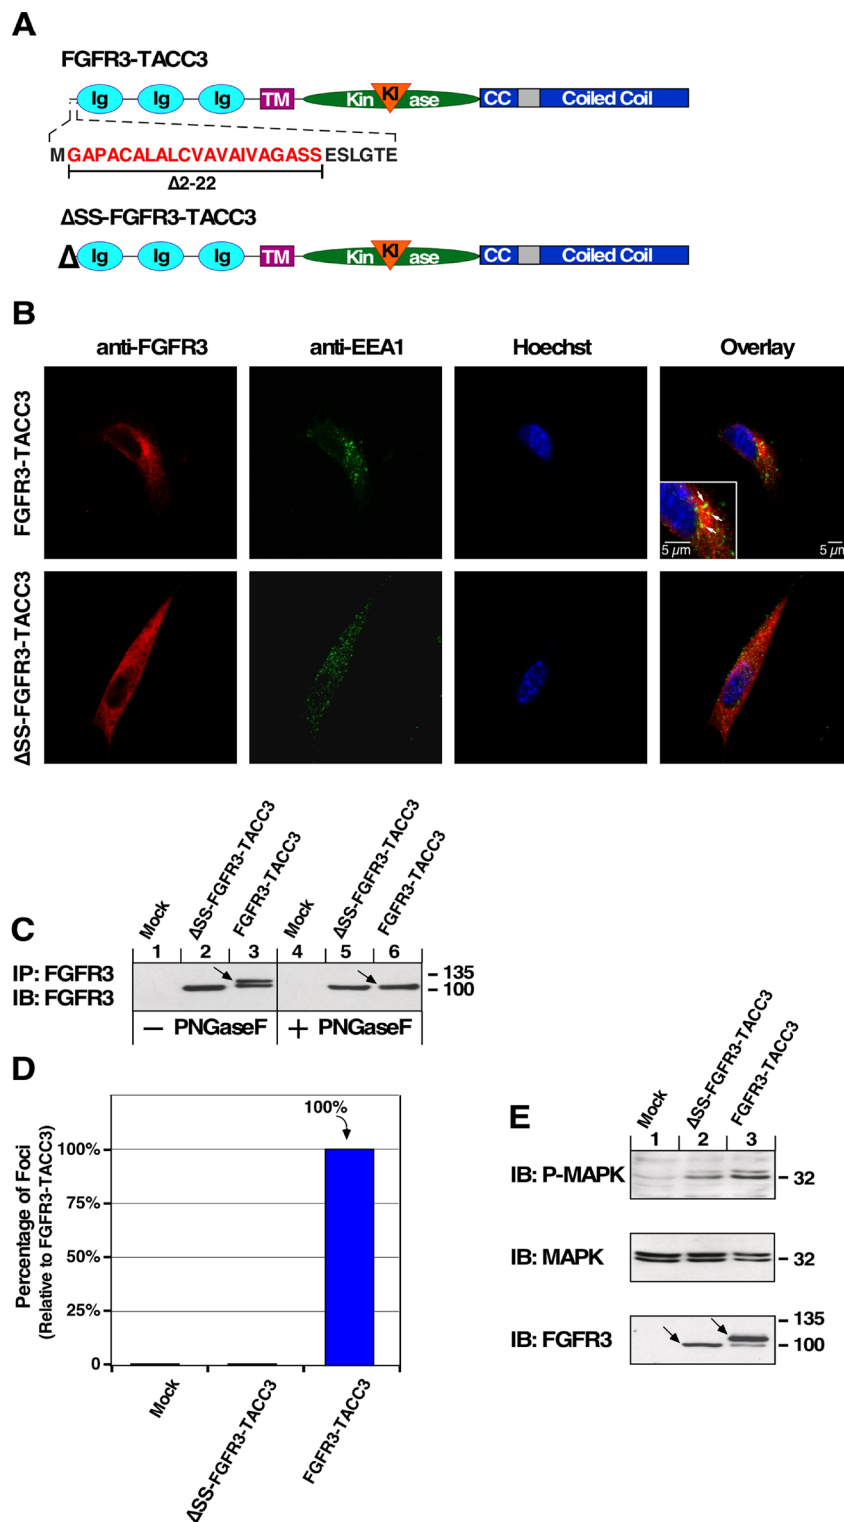 A
FGFR3-TACC3
Ig Ig Ig TM Kin KI ase CC Coiled Coil
MGAPACALALCVAVAIVAGASSESLGTE
Δ2-22
ΔSS-FGFR3-TACC3
Δ Ig Ig Ig TM Kin KI ase CC Coiled Coil
B
anti-FGFR3 anti-EEA1 Hoechst Overlay
FGFR3-TACC3
5 µm 5 µm
ΔSS-FGFR3-TACC3
C
Mock ΔSS-FGFR3-TACC3 FGFR3-TACC3 Mock ΔSS-FGFR3-TACC3 FGFR3-TACC3
1 2 3 4 5 6
IP: FGFR3
IB: FGFR3
– 135
– 100
– PNGaseF + PNGaseF
D
Percentage of Foci
(Relative to FGFR3-TACC3)
100%
100%
75%
50%
25%
0
Mock ΔSS-FGFR3-TACC3 FGFR3-TACC3
E
Mock ΔSS-FGFR3-TACC3 FGFR3-TACC3
1 2 3
IB: P-MAPK – 32
IB: MAPK – 32
IB: FGFR3
– 135
– 100